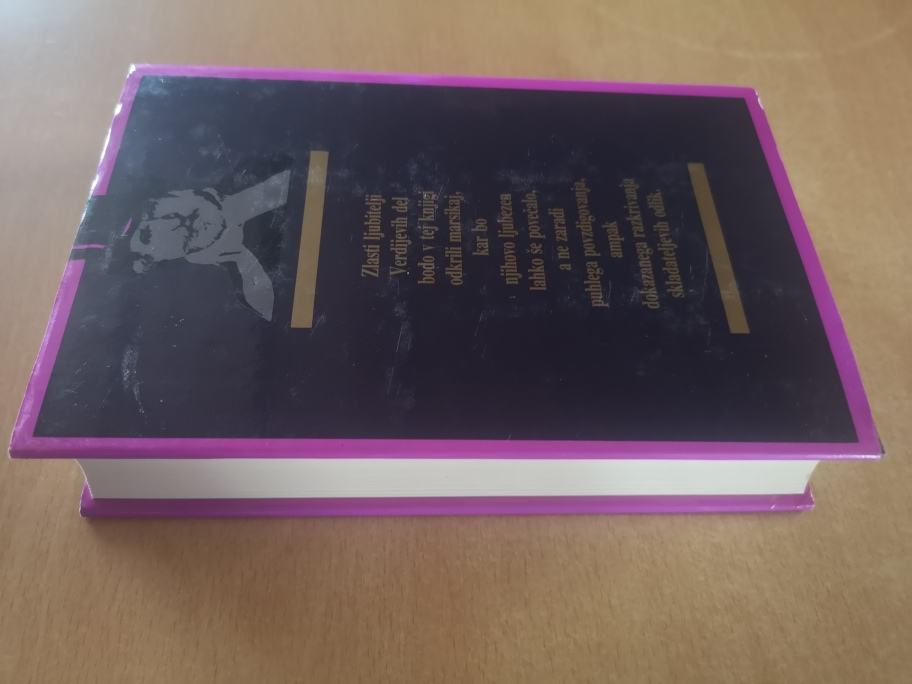 Zlasti ljubitelji
Verdijevih del
bodo v tej knjigi
odkrili marsikaj,
kar bo
njihovo ljubezen
lahko še povečalo,
a ne zaradi
puhlega povzdigovanja,
ampak
dokazanega razkrivanja
skladateljevih odlik.